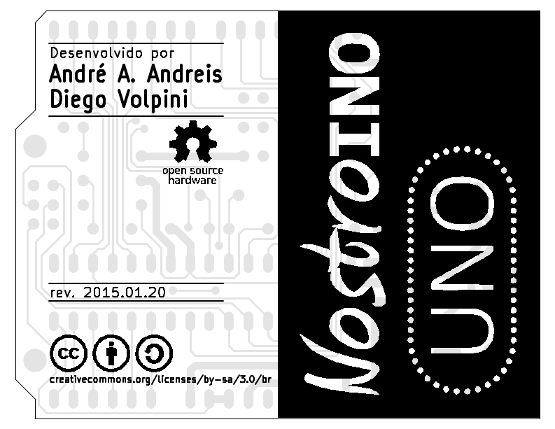 Desenvolvido por
André A. Andreis
Diego Volpini
open source
hardware
rev. 2015.01.20
cc
creativecommons.org/licenses/by-sa/3.0/br
NostroINO
UNO